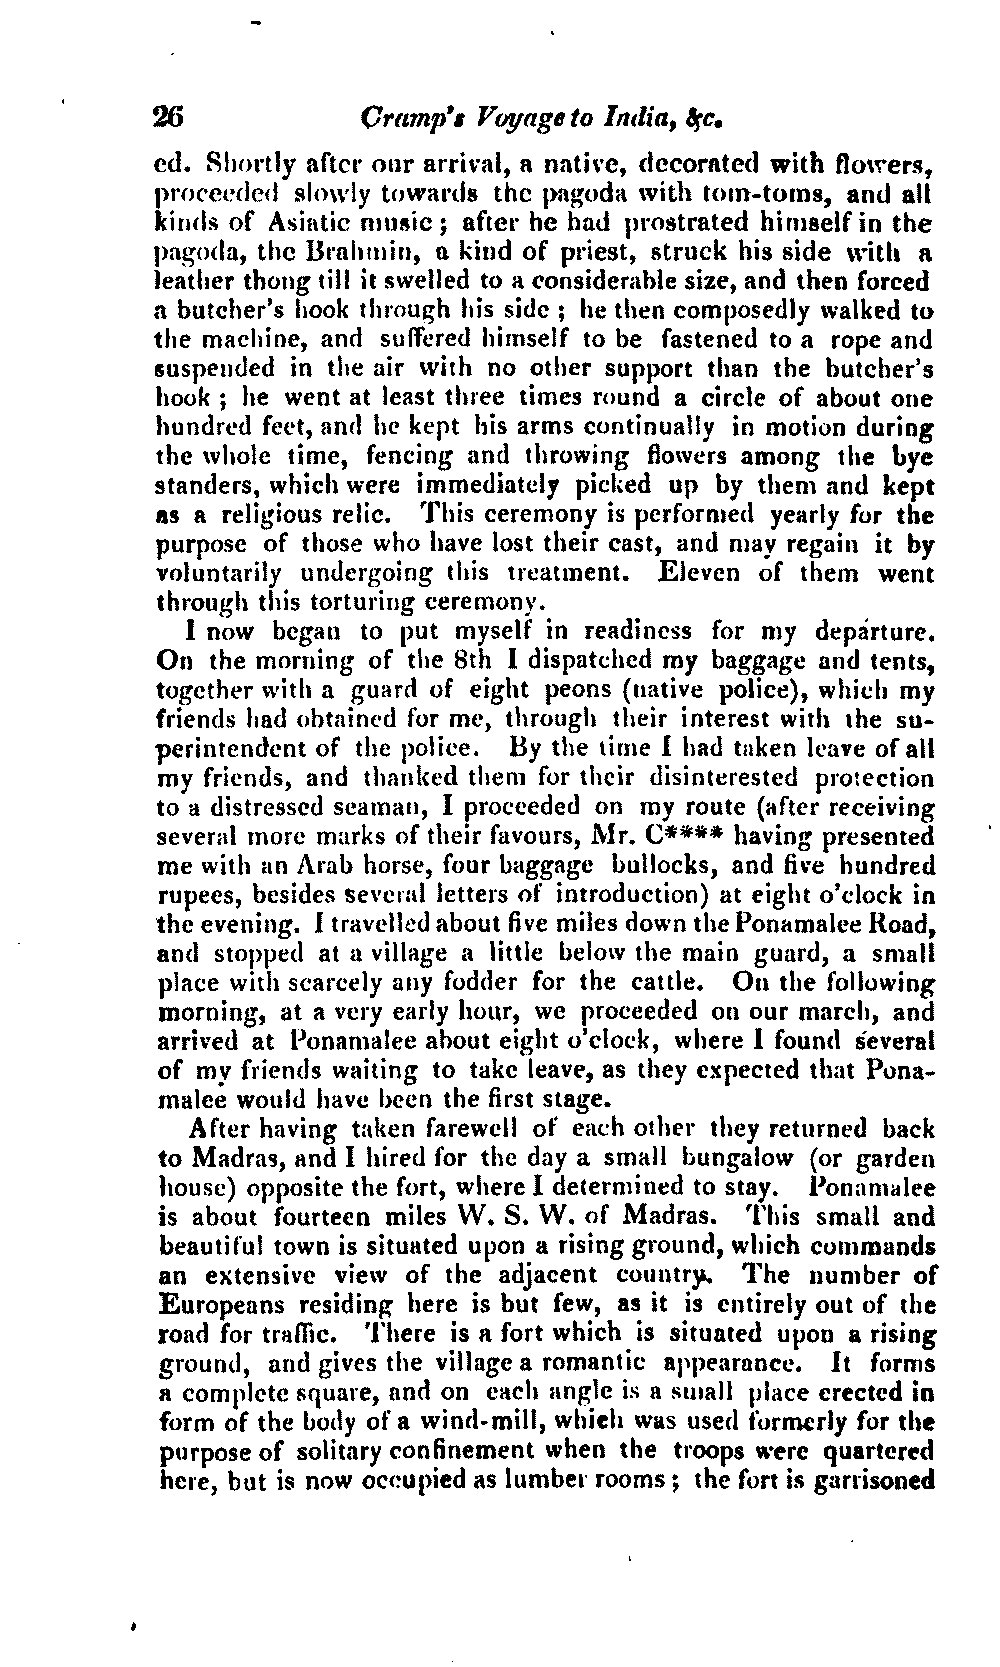 26 Cramp's Voyage to India, &c.
ed. Shortly after our arrival, a native, decorated with flowers,
proceeded slowly towards the pagoda with tom-toms, and all
kinds of Asiatic music; after he had prostrated himself in the
pagoda, the Brahmin, a kind of priest, struck his side with a
leather thong till it swelled to a considerable size, and then forced
a butcher's hook through his side; he then composedly walked to
the machine, and suffered himself to be fastened to a rope and
suspended in the air with no other support than the butcher's
hook; he went at least three times round a circle of about one
hundred feet, and he kept his arms continually in motion during
the whole time, fencing and throwing flowers among the bye
standers, which were immediately picked up by them and kept
as a religious relic. This ceremony is performed yearly for the
purpose of those who have lost their cast, and may regain it by
voluntarily undergoing this treatment. Eleven of them went
through this torturing ceremony.
I now began to put myself in readiness for my departure.
On the morning of the 8th I dispatched my baggage and tents,
together with a guard of eight peons (native police), which my
friends had obtained for me, through their interest with the su-
perintendent of the police. By the time I had taken leave of all
my friends, and thanked them for their disinterested protection
to a distressed seaman, I proceeded on my route (after receiving
several more marks of their favours, Mr. C**** having presented
me with an Arab horse, four baggage bullocks, and five hundred
rupees, besides several letters of introduction) at eight o'clock in
the evening. I travelled about five miles down the Ponamalee Road,
and stopped at a village a little below the main guard, a small
place with scarcely any fodder for the cattle. On the following
morning, at a very early hour, we proceeded on our march, and
arrived at Ponamalee about eight o'clock, where I found several
of my friends waiting to take leave, as they expected that Pona-
malee would have been the first stage.
After having taken farewell of each other they returned back
to Madras, and I hired for the day a small bungalow (or garden
house) opposite the fort, where I determined to stay. Ponamalee
is about fourteen miles W. S. W. of Madras. This small and
beautiful town is situated upon a rising ground, which commands
an extensive view of the adjacent country. The number of
Europeans residing here is but few, as it is entirely out of the
road for traffic. There is a fort which is situated upon a rising
ground, and gives the village a romantic appearance. It forms
a complete square, and on each angle is a small place erected in
form of the body of a wind-mill, which was used formerly for the
purpose of solitary confinement when the troops were quartered
here, but is now occupied as lumber rooms; the fort is garrisoned